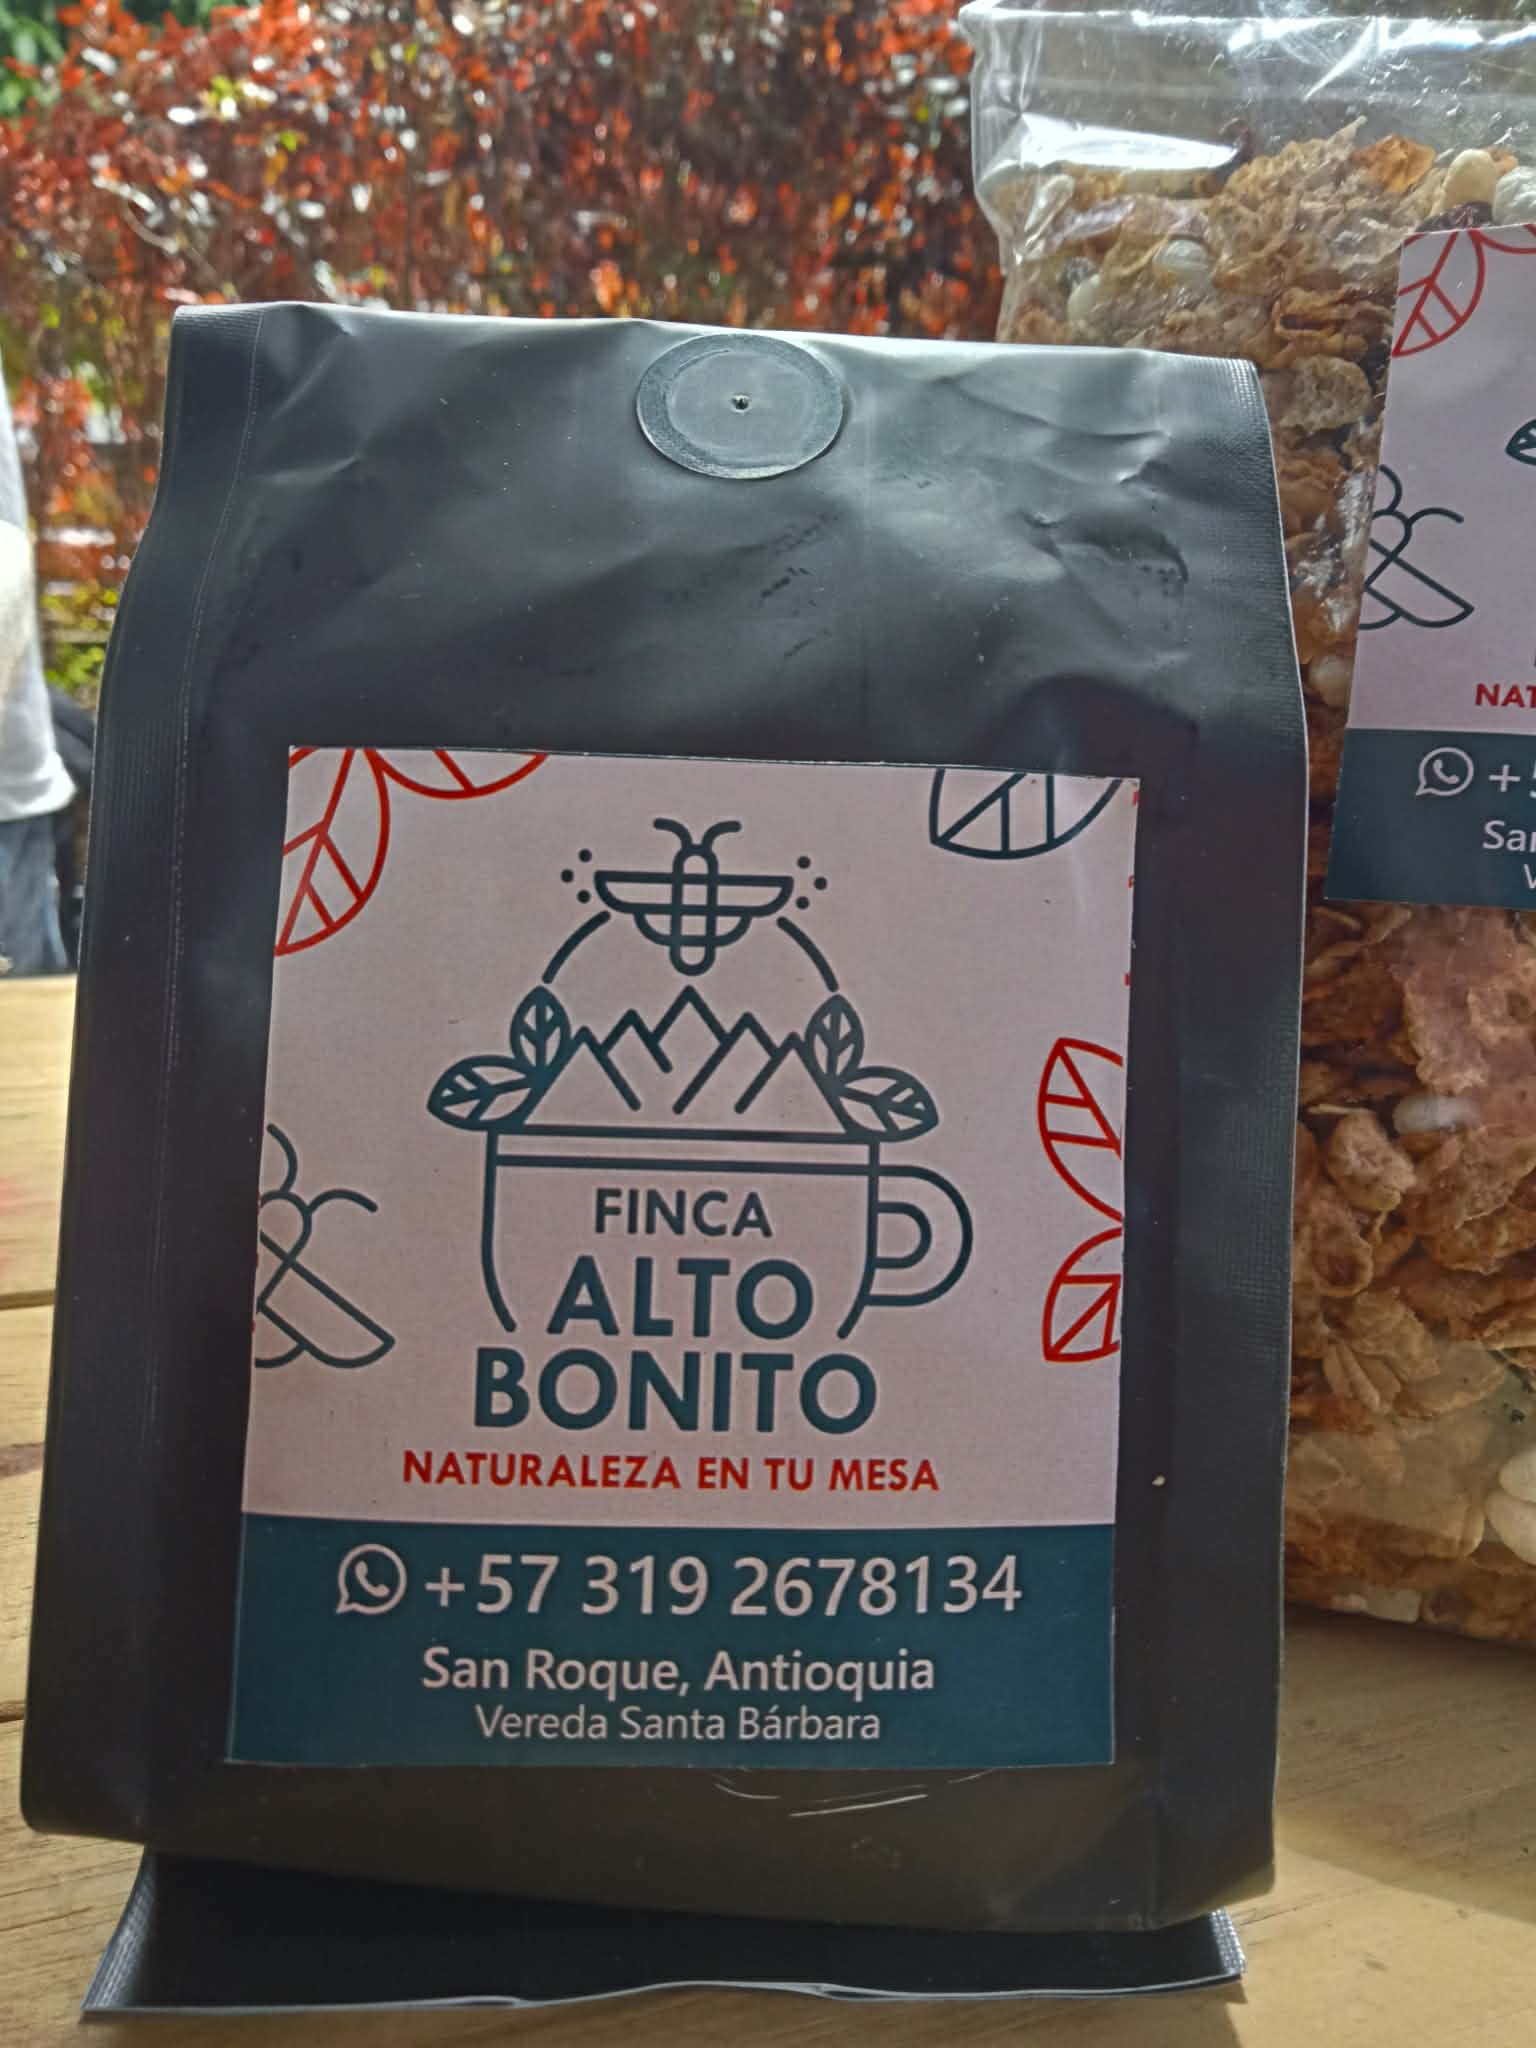 FINCA
ALTO
BONITO
NATURALEZA EN TU MESA
+57 319 2678134
San Roque, Antioquia
Vereda Santa Bárbara